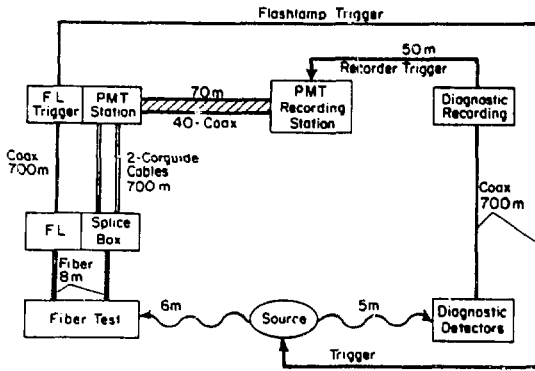 Flashlamp Trigger
50m
Recorder Trigger
FL
Trigger
PMT
Station
70m
40-Coax
PMT
Recording
Station
Diagnostic
Recording
Coax
700m
2-Corguide
Cables
700m
Coax
700m
FL
Splice
Box
Fiber
8m
Fiber Test
6m
Source
5m
Diagnostic
Detectors
Trigger